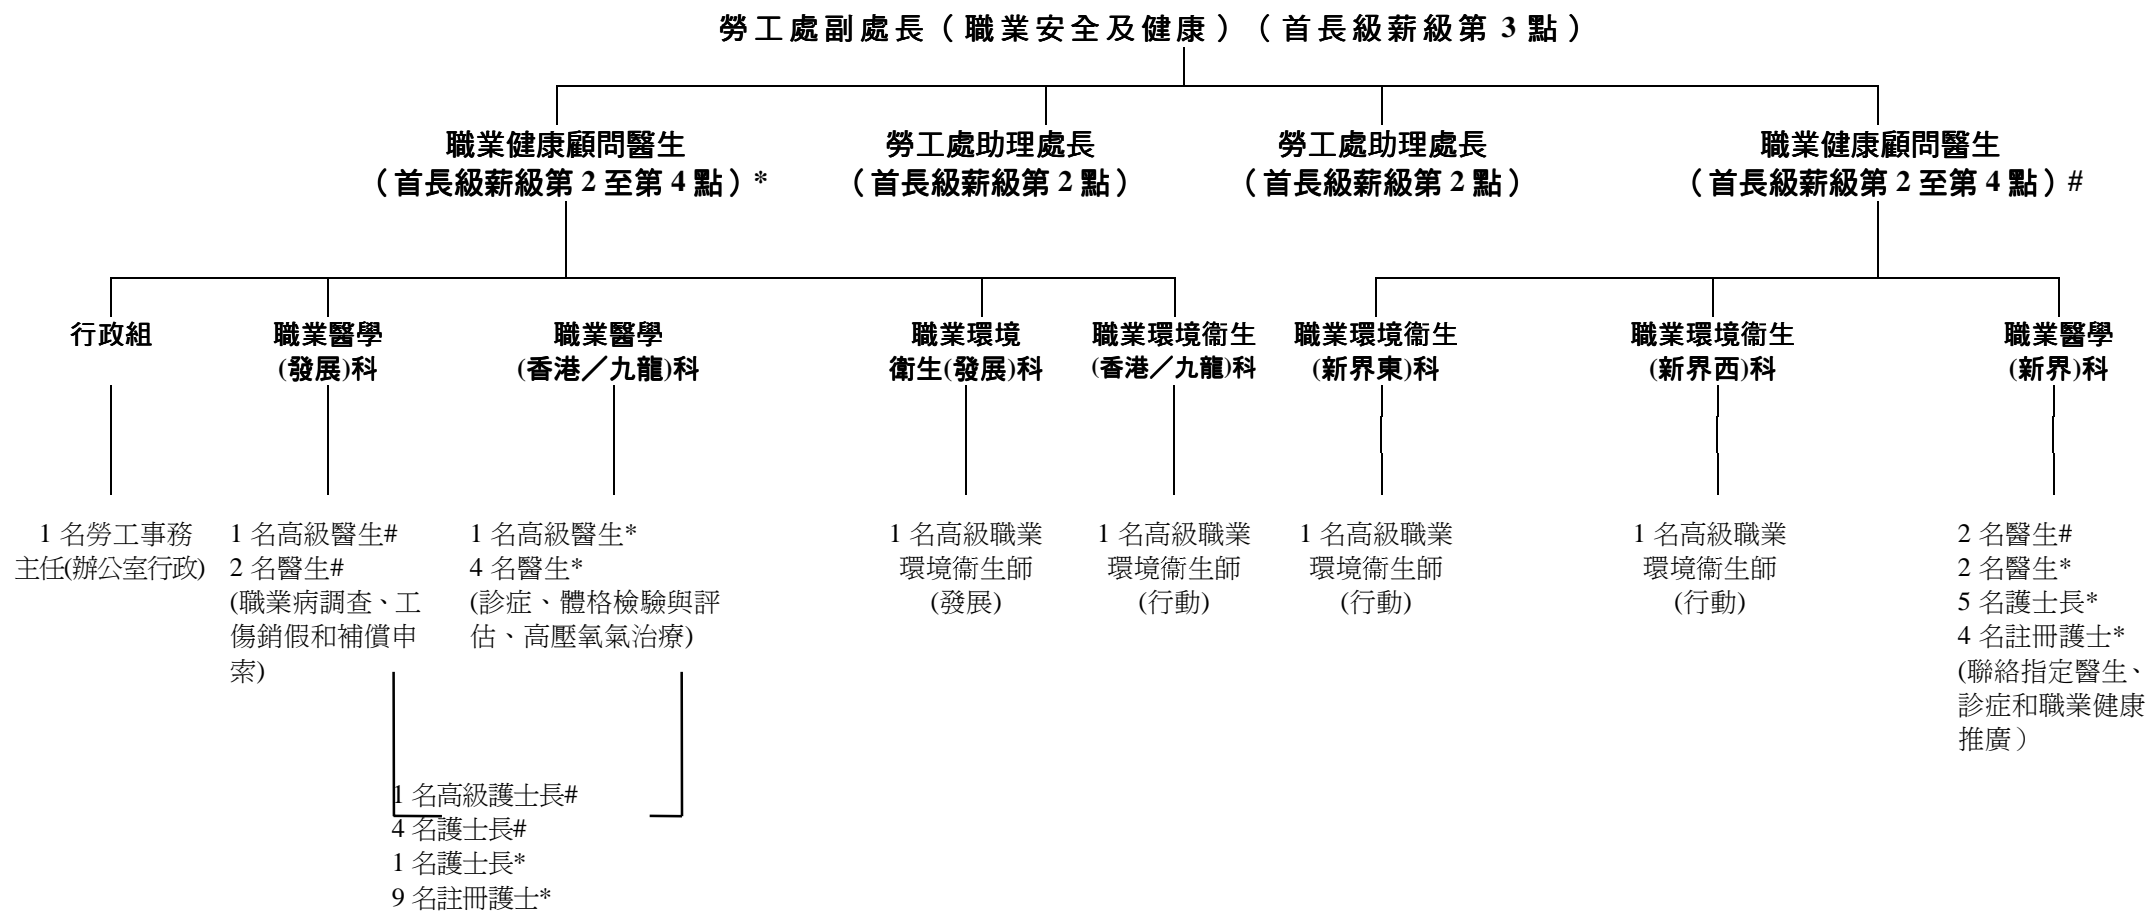 勞工處副處長（職業安全及健康）（首長級薪級第 3 點）
職業健康顧問醫生
（首長級薪級第 2 至第 4 點）*
勞工處助理處長
（首長級薪級第 2 點）
勞工處助理處長
（首長級薪級第 2 點）
職業健康顧問醫生
（首長級薪級第 2 至第 4 點）#
行政組
職業醫學
(發展)科
職業醫學
(香港／九龍)科
職業環境
衞生(發展)科
職業環境衞生
(香港／九龍)科
職業環境衞生
(新界東)科
職業環境衞生
(新界西)科
職業醫學
(新界)科
1 名勞工事務
主任(辦公室行政)
1 名高級醫生#
2 名醫生#
(職業病調查、工
傷銷假和補償申
索)
1 名高級醫生*
4 名醫生*
(診症、體格檢驗與評
估、高壓氧氣治療)
1 名高級職業
環境衞生師
(發展)
1 名高級職業
環境衞生師
(行動)
1 名高級職業
環境衞生師
(行動)
1 名高級職業
環境衞生師
(行動)
2 名醫生#
2 名醫生*
5 名護士長*
4 名註冊護士*
(聯絡指定醫生、
診症和職業健康
推廣）
1 名高級護士長#
4 名護士長#
1 名護士長*
9 名註冊護士*